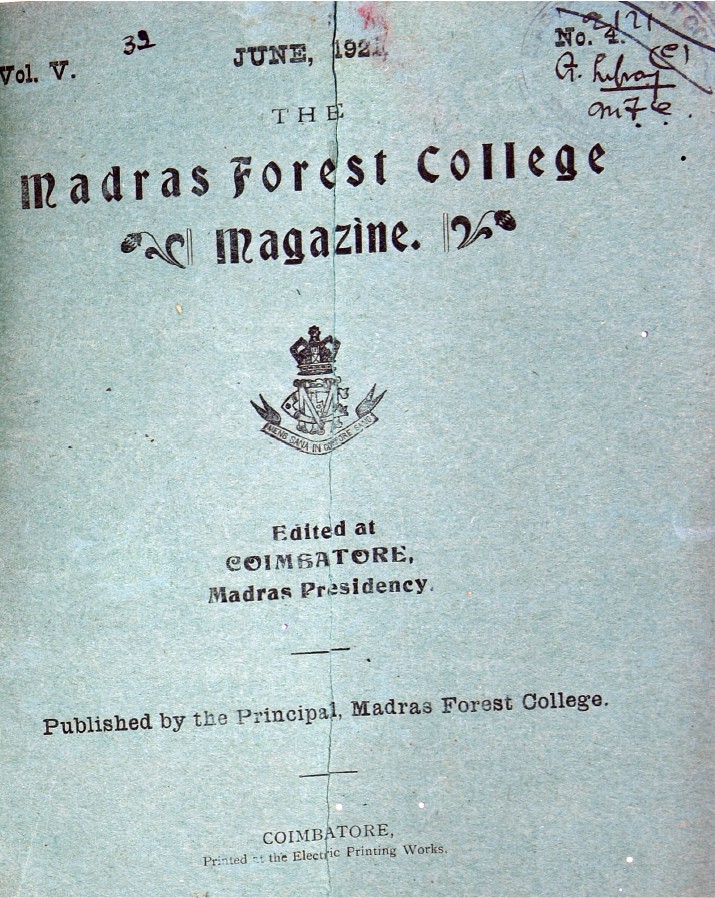 32
Vol. V.
JUNE, 1921
No. 4.
THE
Madras Forest College
Magazine.
MENS SANA IN CORPORE SANO
Edited at
COIMBATORE,
Madras Presidency.
Published by the Principal, Madras Forest College.
COIMBATORE,
Printed at the Electric Printing Works.